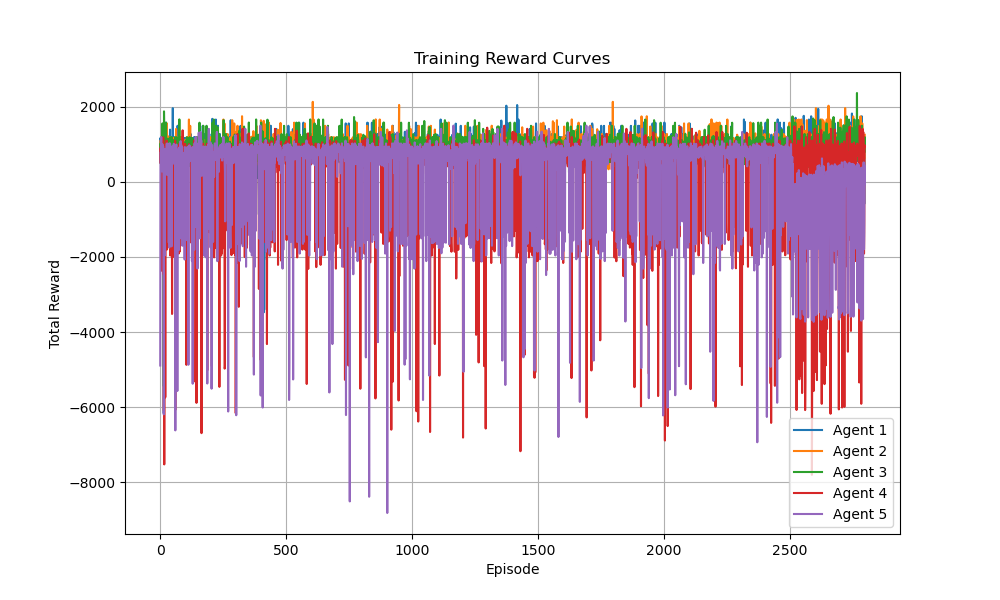 Training Reward Curves
Total Reward
2000
0
−2000
−4000
−6000
−8000
0
500
1000
1500
2000
2500
Episode
Agent 1
Agent 2
Agent 3
Agent 4
Agent 5